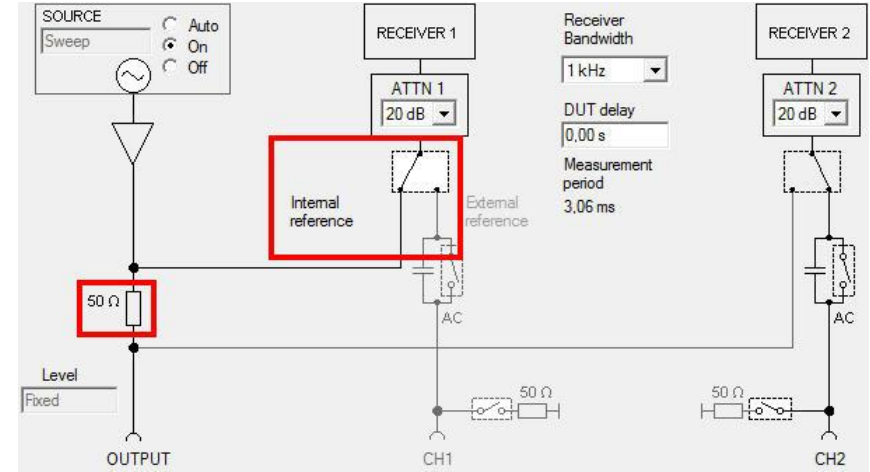 SOURCE
Sweep
Auto
On
Off
RECEIVER 1
ATTN 1
20 dB
Receiver
Bandwidth
1 kHz
DUT delay
0,00 s
Measurement
period
3,06 ms
RECEIVER 2
ATTN 2
20 dB
Internal
reference
External
reference
50 Ω
AC
AC
Level
Fixed
50 Ω
50 Ω
OUTPUT
CH1
CH2